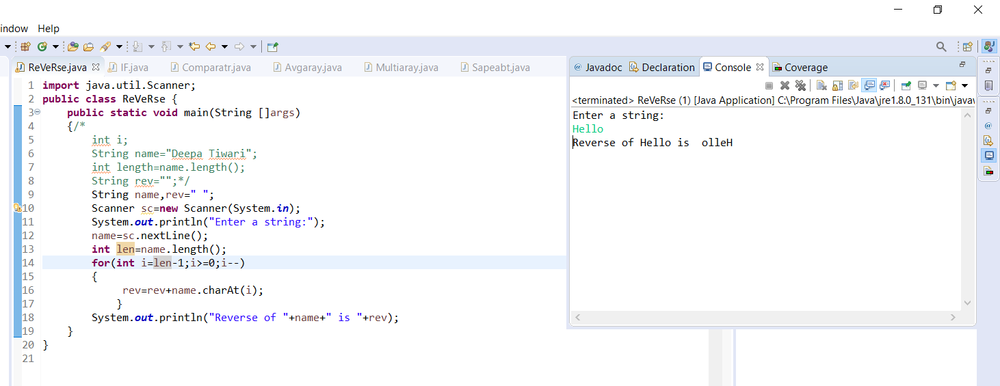 indow Help
ReVeRse.java IF.java Comparatr.java Avgaray.java Multiaray.java Sapeabt.java
1 import java.util.Scanner;
2 public class ReVeRse {
3 public static void main(String []args)
4 {/*
5 int i;
6 String name="Deepa Tiwari";
7 int length=name.length();
8 String rev="";*/
9 String name,rev=" ";
10 Scanner sc=new Scanner(System.in);
11 System.out.println("Enter a string:");
12 name=sc.nextLine();
13 int len=name.length();
14 for(int i=len-1;i>=0;i--)
15 {
16 rev=rev+name.charAt(i);
17 }
18 System.out.println("Reverse of "+name+" is "+rev);
19 }
20 }
21
@ Javadoc Declaration Console Coverage
<terminated> ReVeRse (1) [Java Application] C:\Program Files\Java\jre1.8.0_131\bin\javav
Enter a string:
Hello
Reverse of Hello is  olleH